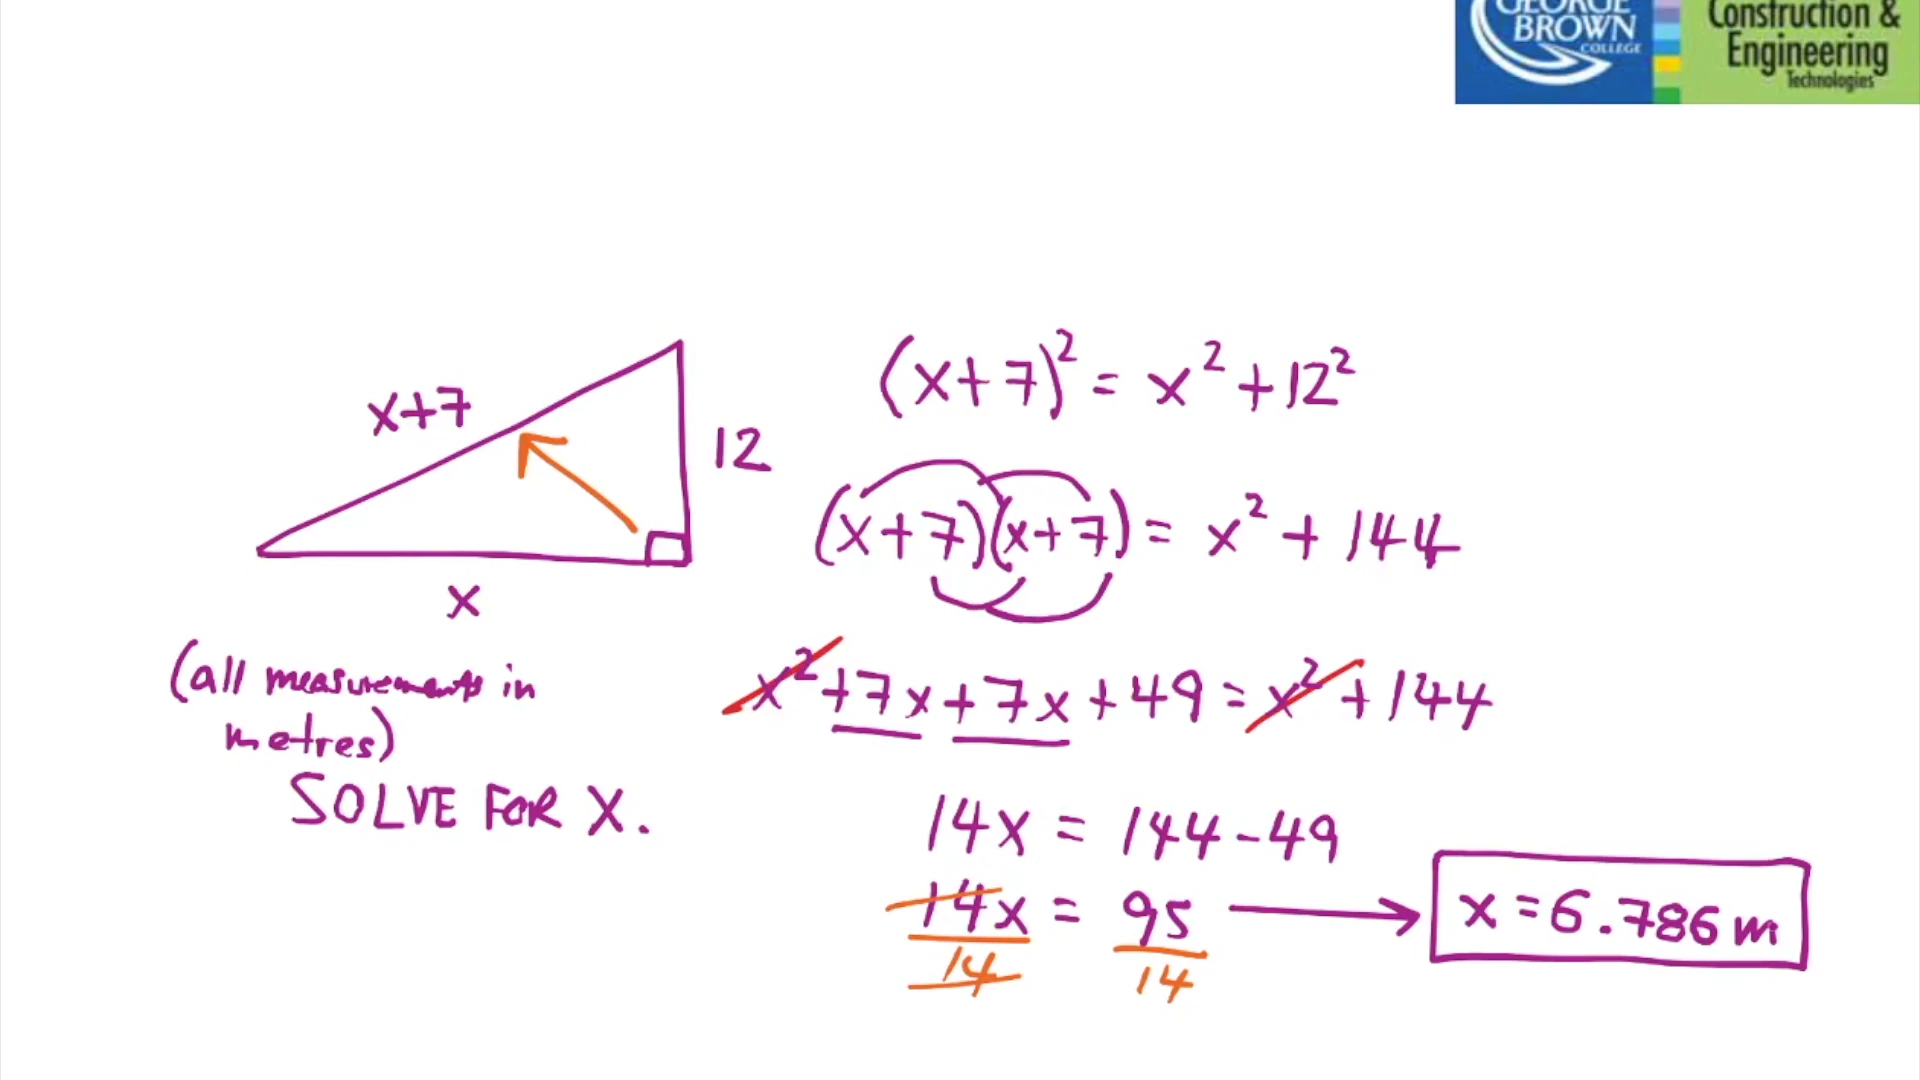 GEORGE
BROWN
COLLEGE
Construction &
Engineering
Technologies
x+7
12
x
(all measurements in
metres)
SOLVE FOR X.
(x+7)² = x² + 12²
(x+7)(x+7) = x² + 144
x² + 7x + 7x + 49 = x² + 144
14x = 144 - 49
14x = 95
14 14
x = 6.786 m